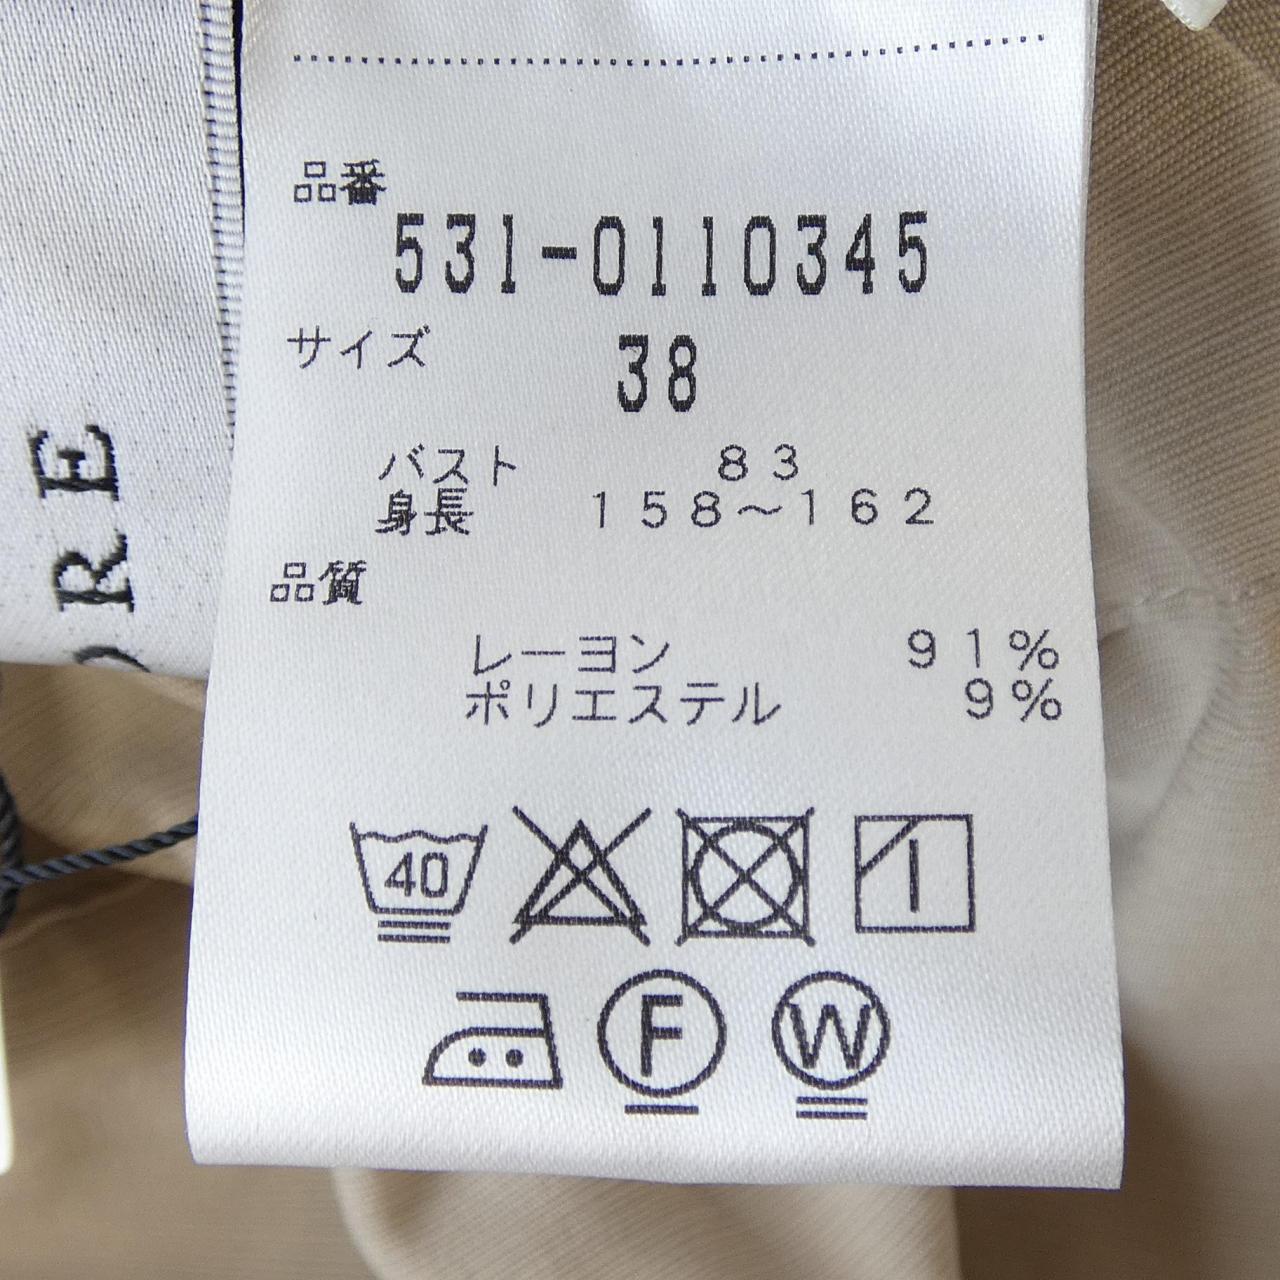 品番
531-0110345
サイズ 38
バスト 83
身長 158〜162
品質
レーヨン 91%
ポリエステル 9%
40
F W
RE